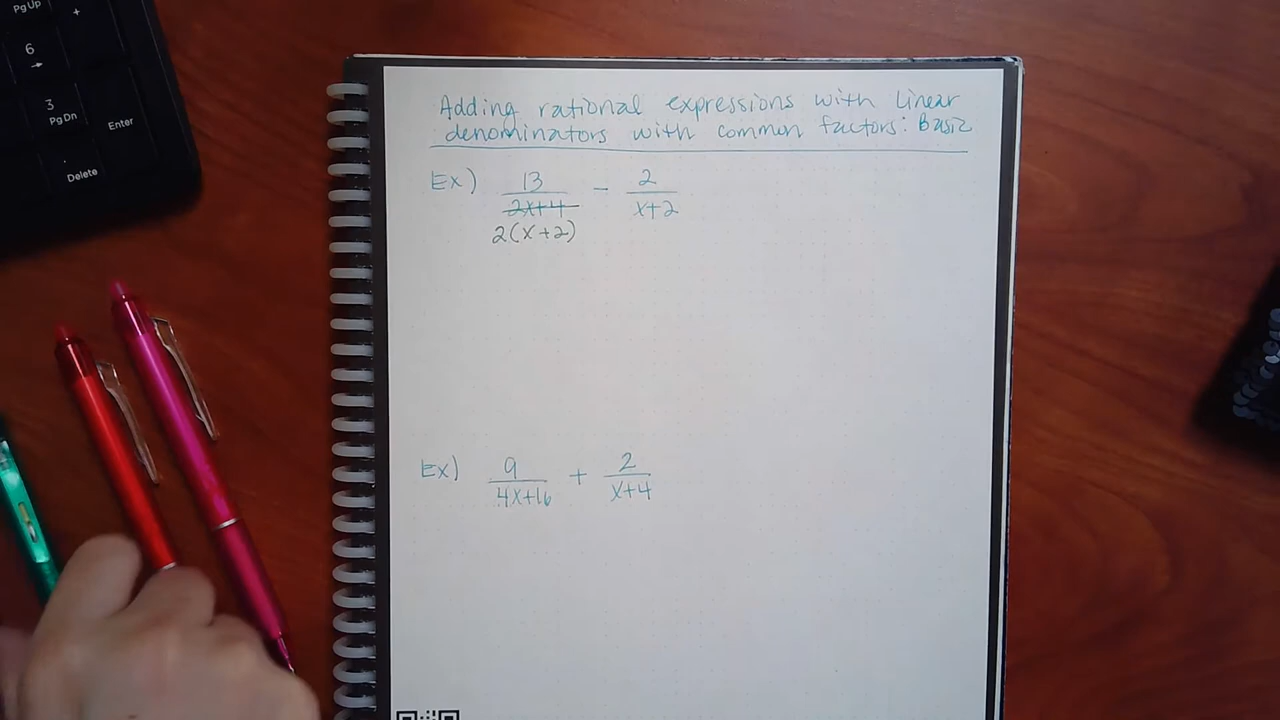 PgUp
+
6
→
3
PgDn
Enter
.
Delete
Adding rational expressions with linear
denominators with common factors: Basic
Ex) 13/(2x+4) - 2/(x+2)
2(x+2)
Ex) 9/(4x+16) + 2/(x+4)